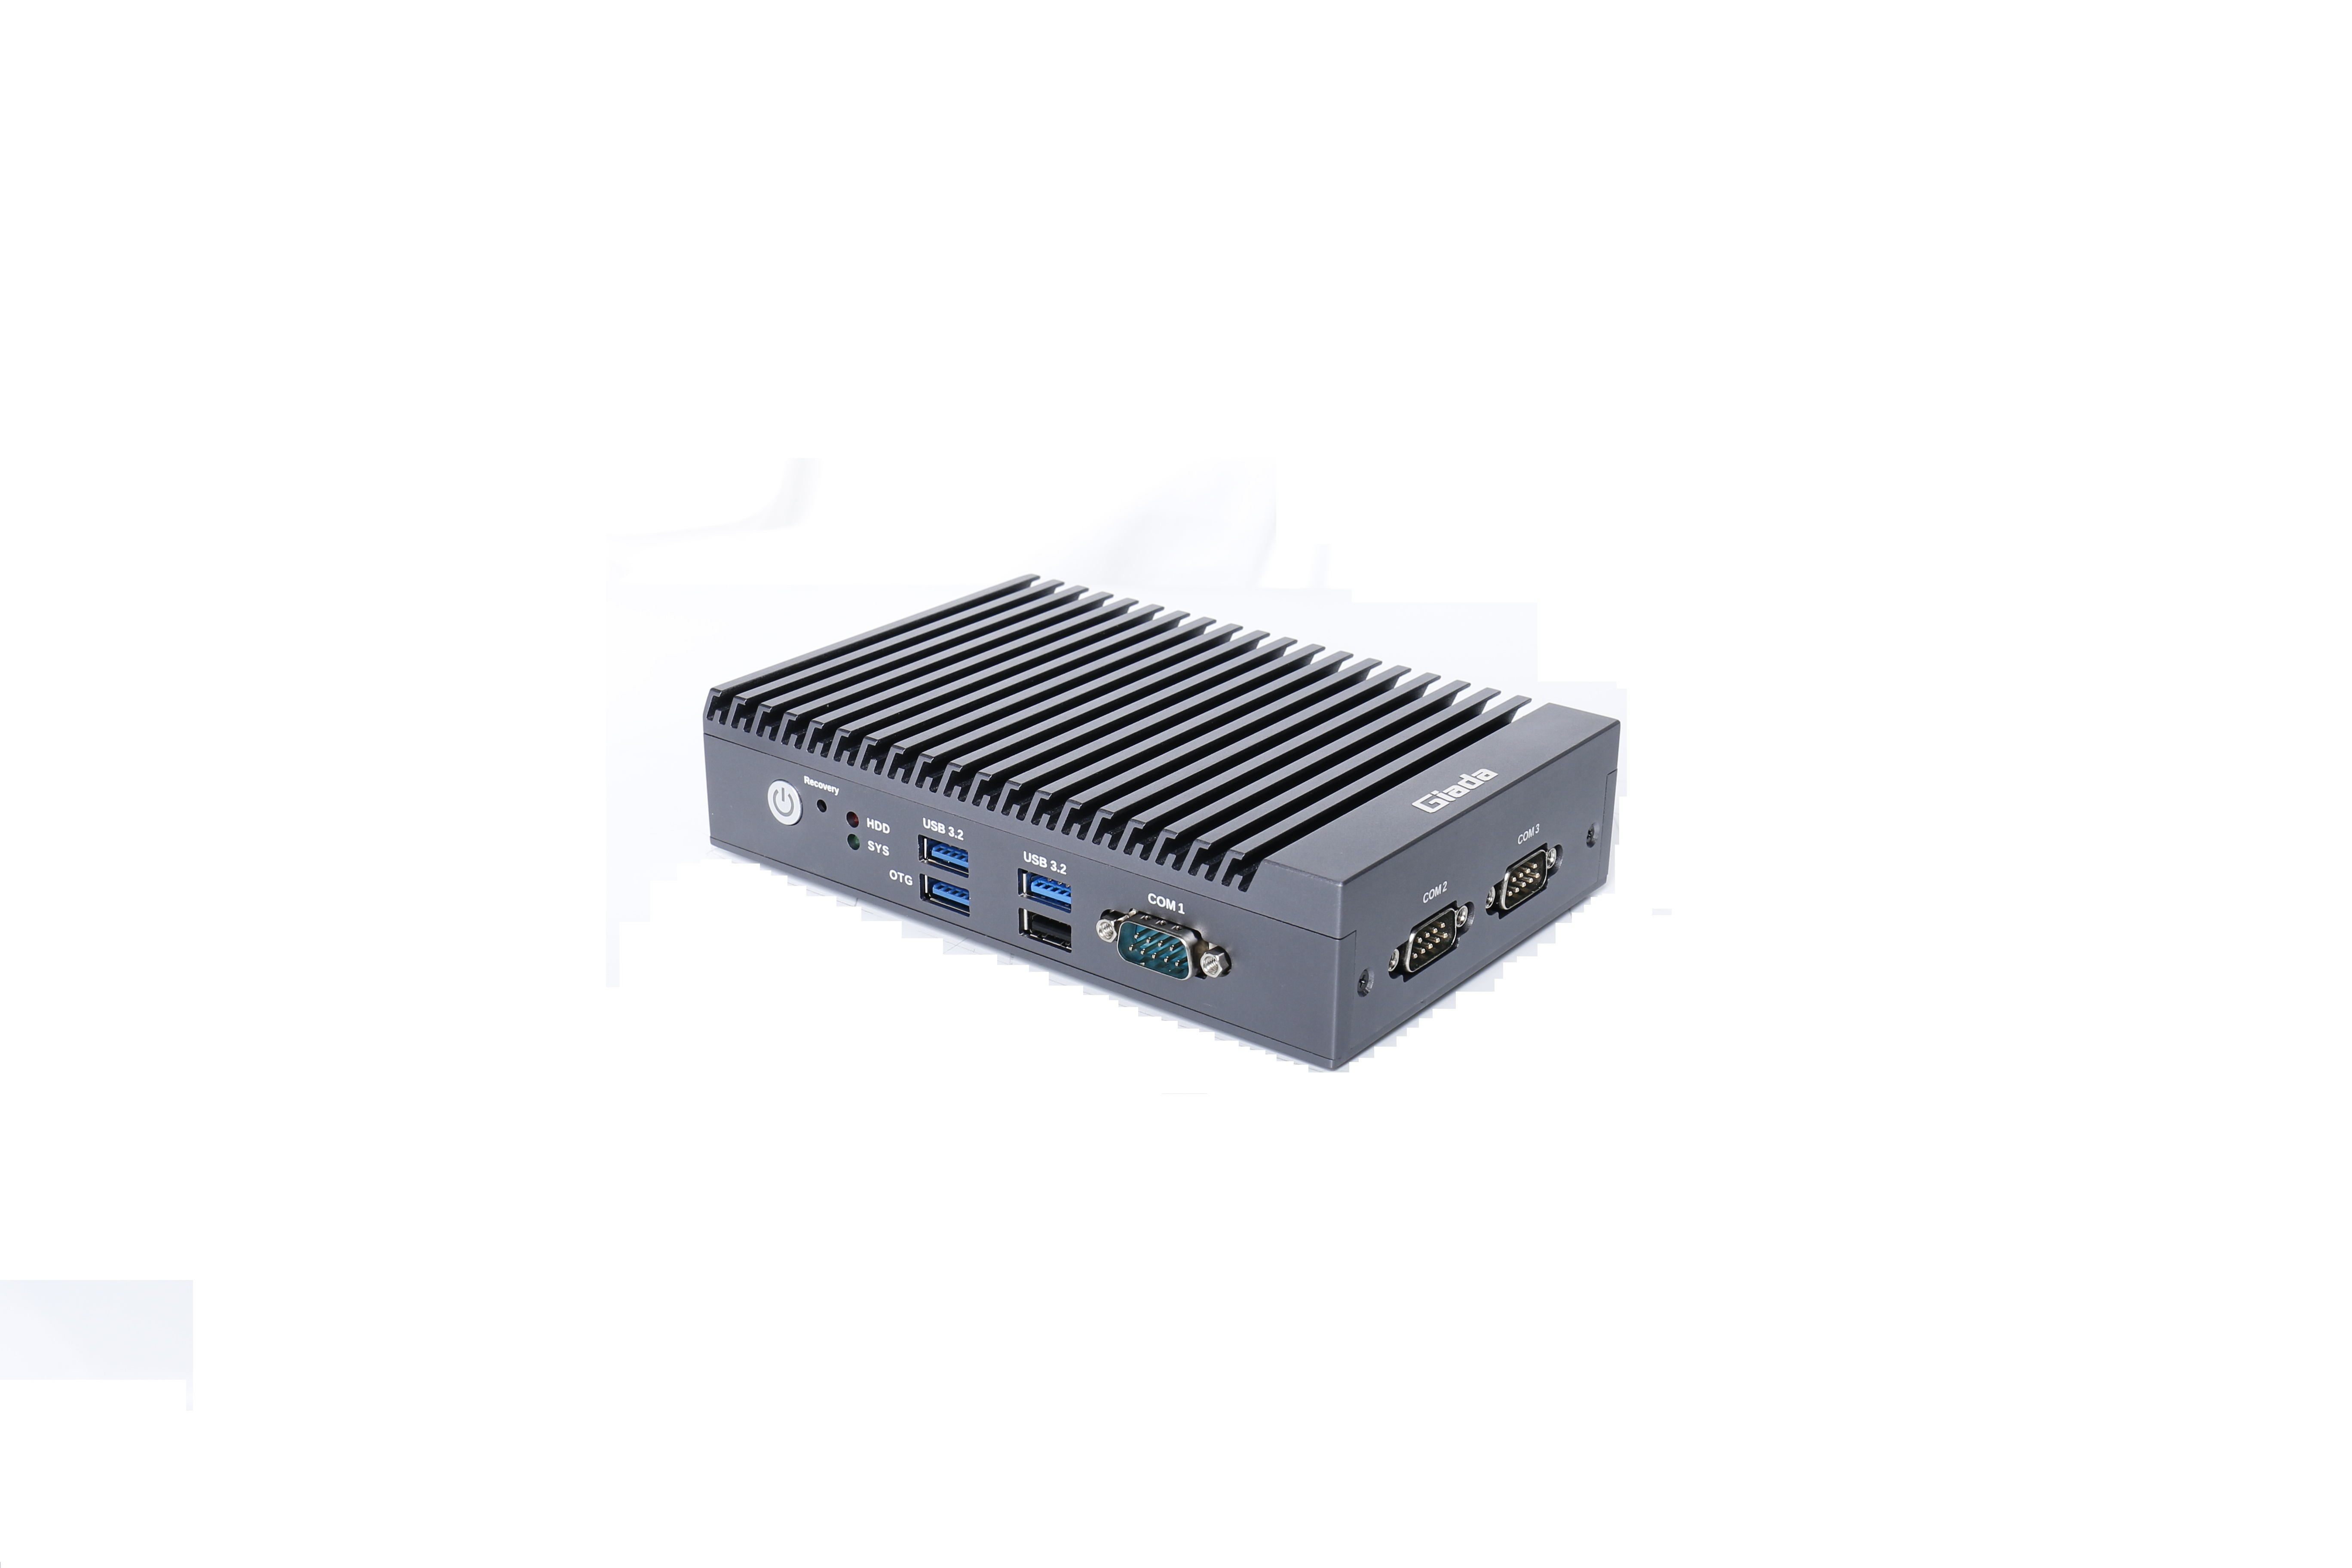 Recovery
HDD
SYS
USB 3.2
OTG
USB 3.2
COM 1
Giada
COM 2
COM 3